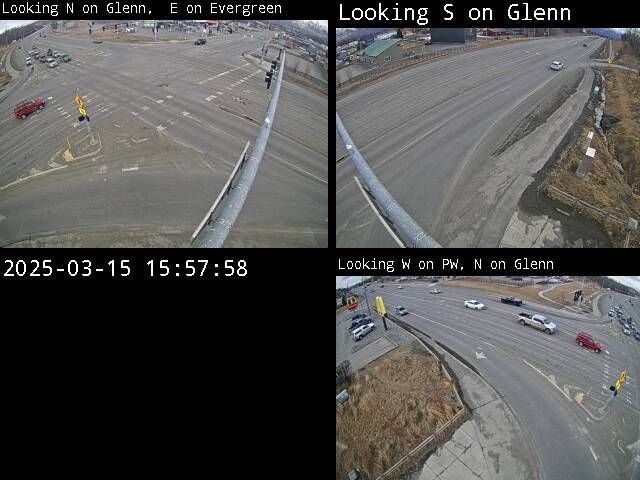 Looking N on Glenn,  E on Evergreen
Looking S on Glenn
2025-03-15 15:57:58
Looking W on PW, N on Glenn